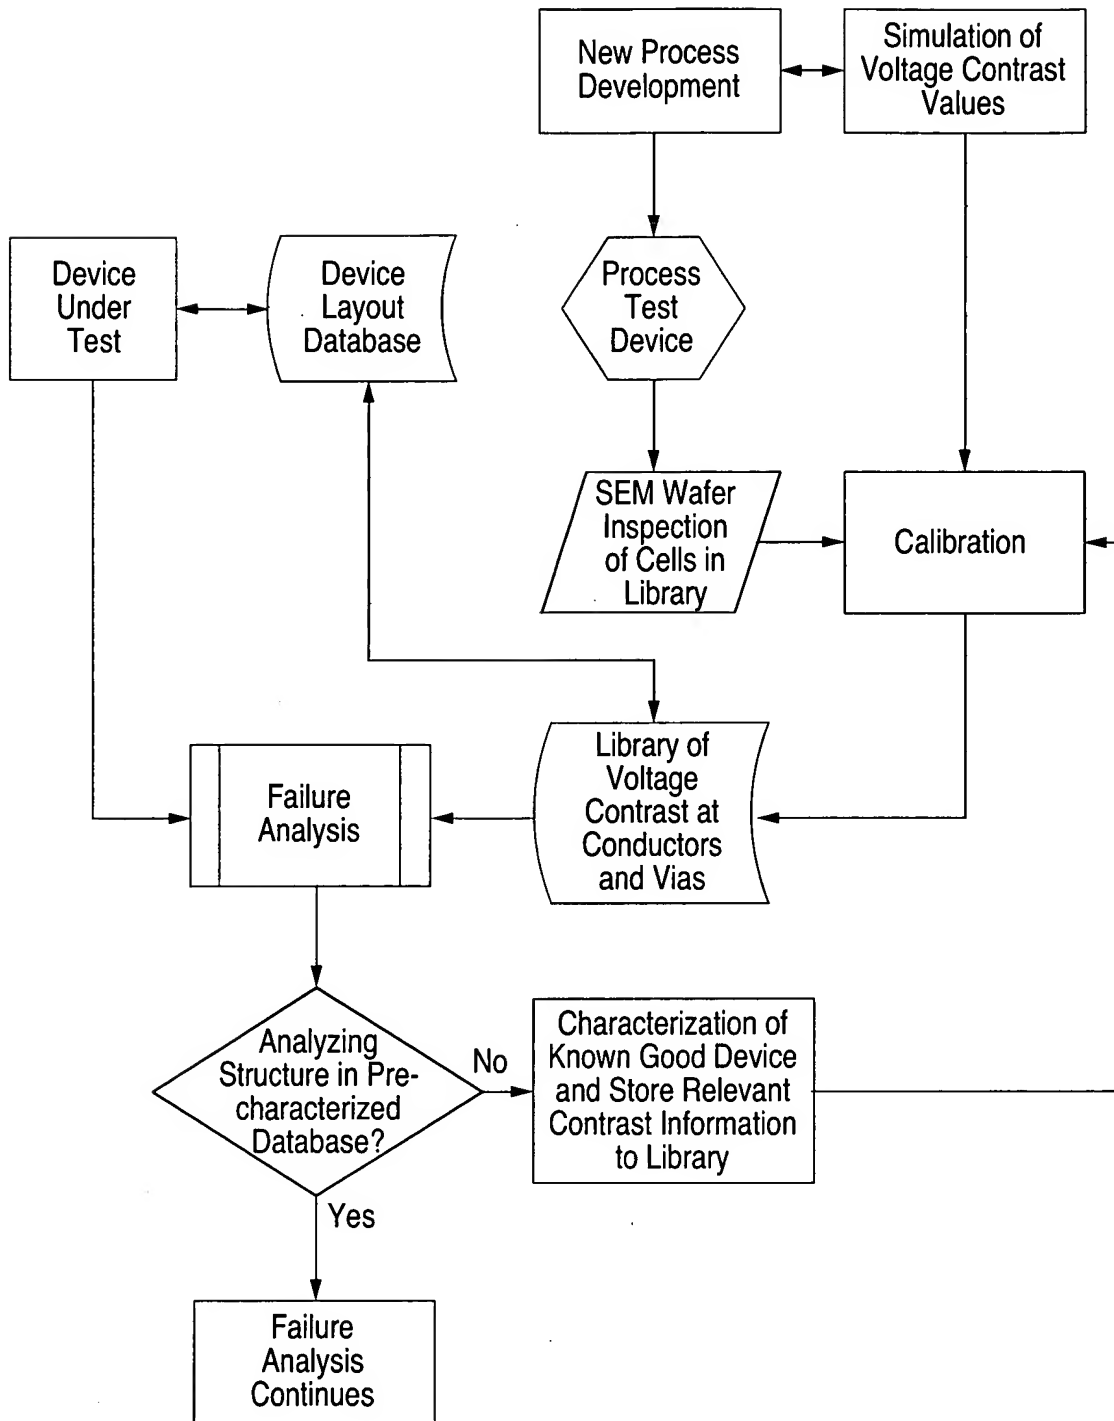 New Process
Development
Simulation of
Voltage Contrast
Values
Device
Under
Test
Device
Layout
Database
Process
Test
Device
SEM Wafer
Inspection
of Cells in
Library
Calibration
Failure
Analysis
Library of
Voltage
Contrast at
Conductors
and Vias
Analyzing
Structure in Pre-
characterized
Database?
No
Characterization of
Known Good Device
and Store Relevant
Contrast Information
to Library
Yes
Failure
Analysis
Continues